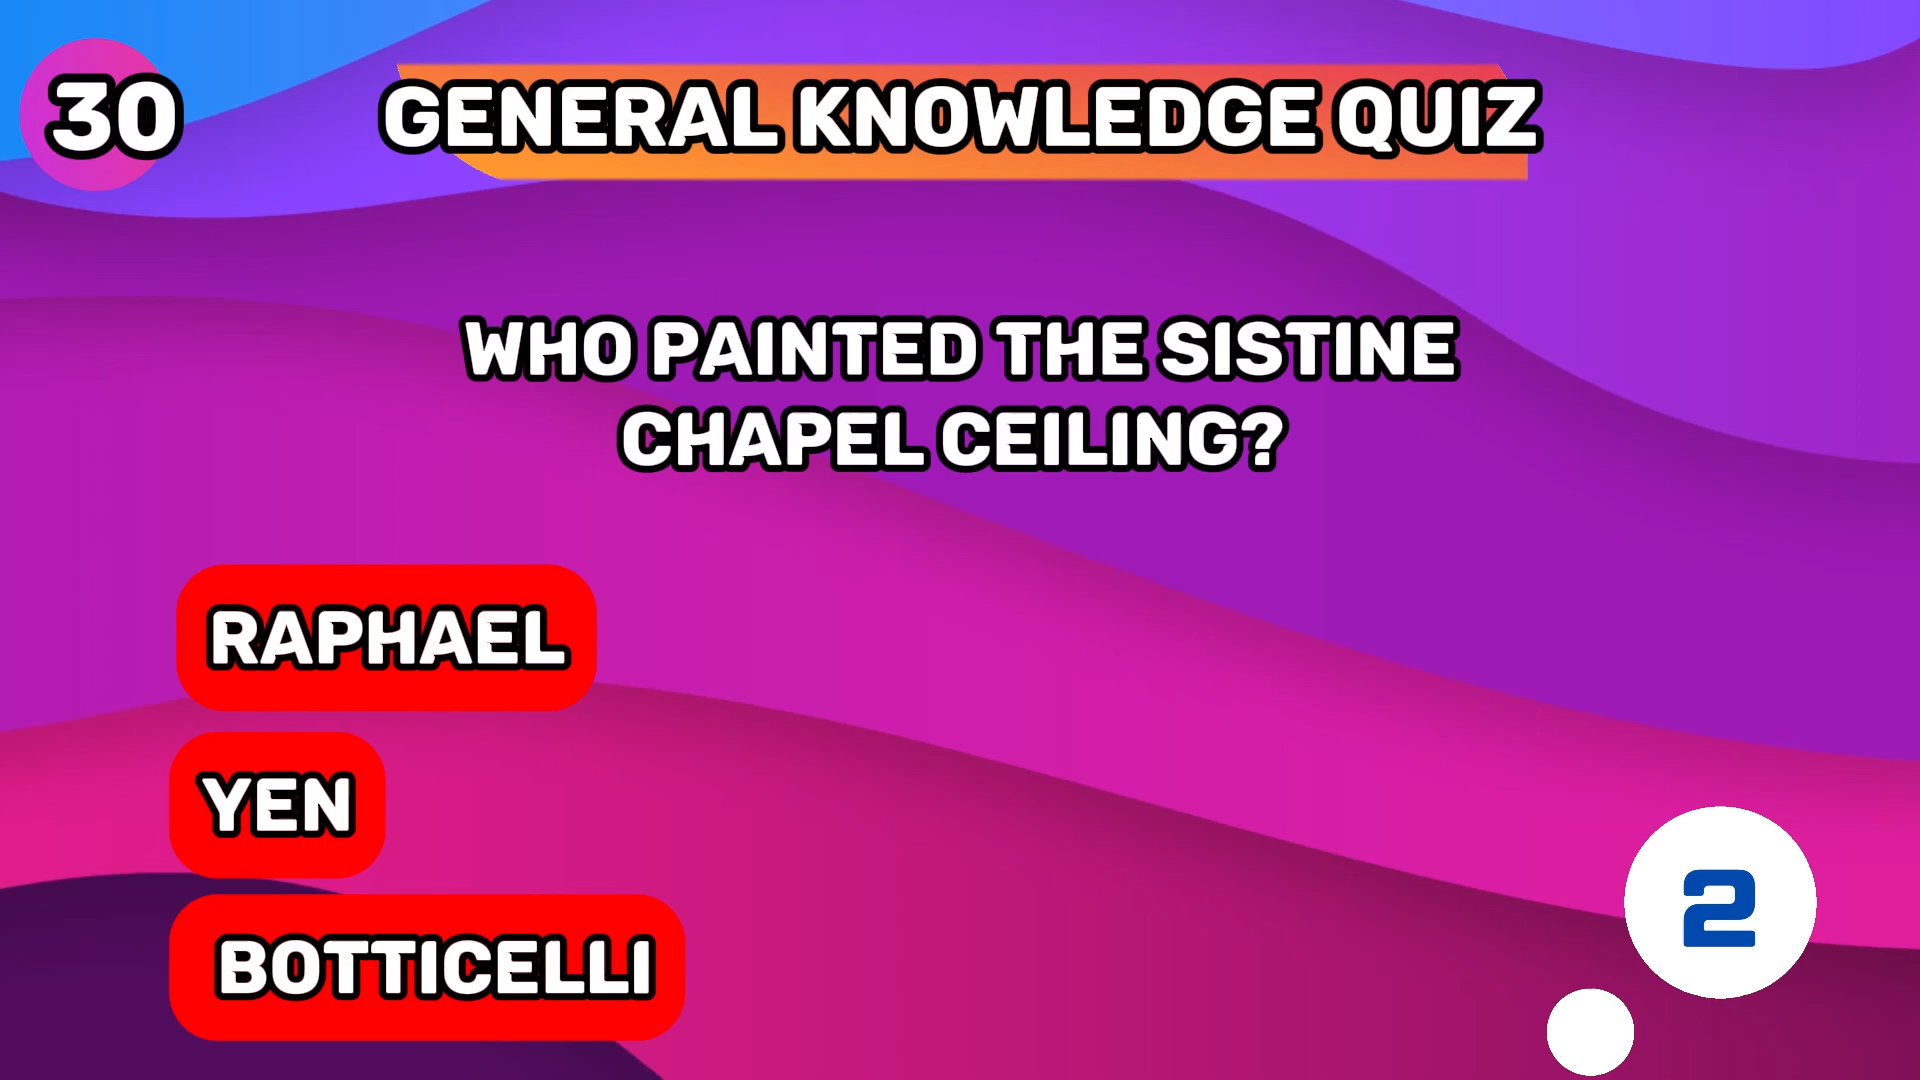 30
GENERAL KNOWLEDGE QUIZ
WHO PAINTED THE SISTINE
CHAPEL CEILING?
RAPHAEL
YEN
BOTTICELLI
2